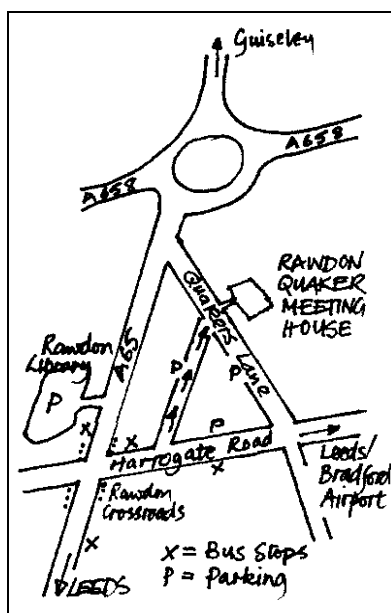 Guiseley
A658
A658
Quakers Lane
RAWDON
QUAKER
MEETING
HOUSE
Rawdon
Library
A65
P
P
P
P
X
X
Harrogate Road
X
Leeds/
Bradford
Airport
Rawdon
Crossroads
X
LEEDS
X = Bus Stops
P = Parking